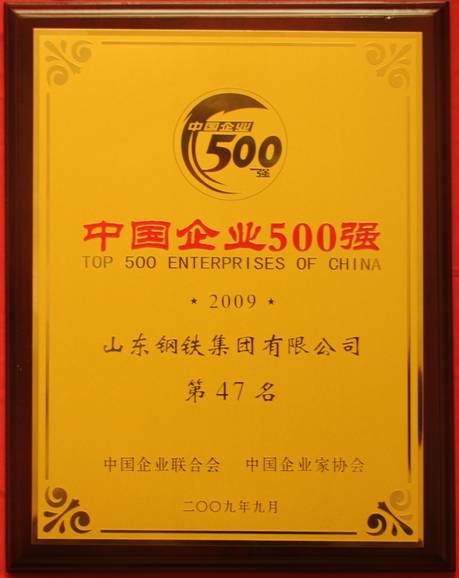 中国企业
500
强
中国企业500强
TOP 500 ENTERPRISES OF CHINA
★ 2009 ★
山东钢铁集团有限公司
第47名
中国企业联合会 中国企业家协会
二〇〇九年九月